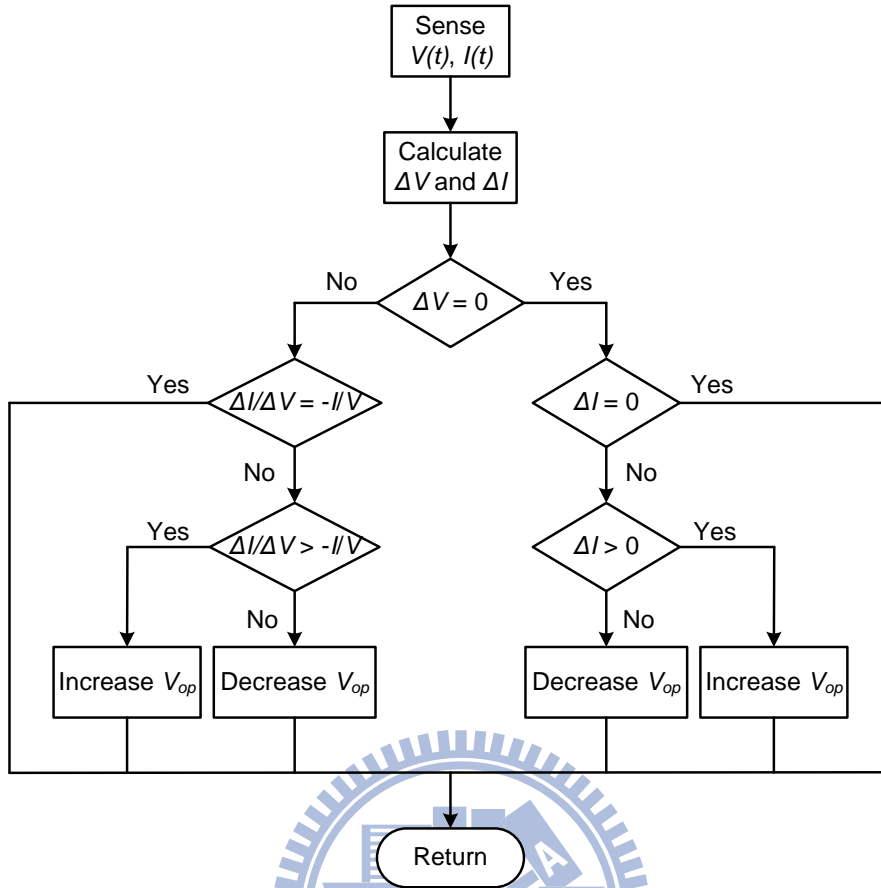 Sense
V(t), I(t)
Calculate
ΔV and ΔI
No
ΔV = 0
Yes
Yes
ΔI/ΔV = -I/V
ΔI = 0
Yes
No
No
Yes
ΔI/ΔV > -I/V
ΔI > 0
Yes
No
No
Increase Vop
Decrease Vop
Decrease Vop
Increase Vop
A
Return